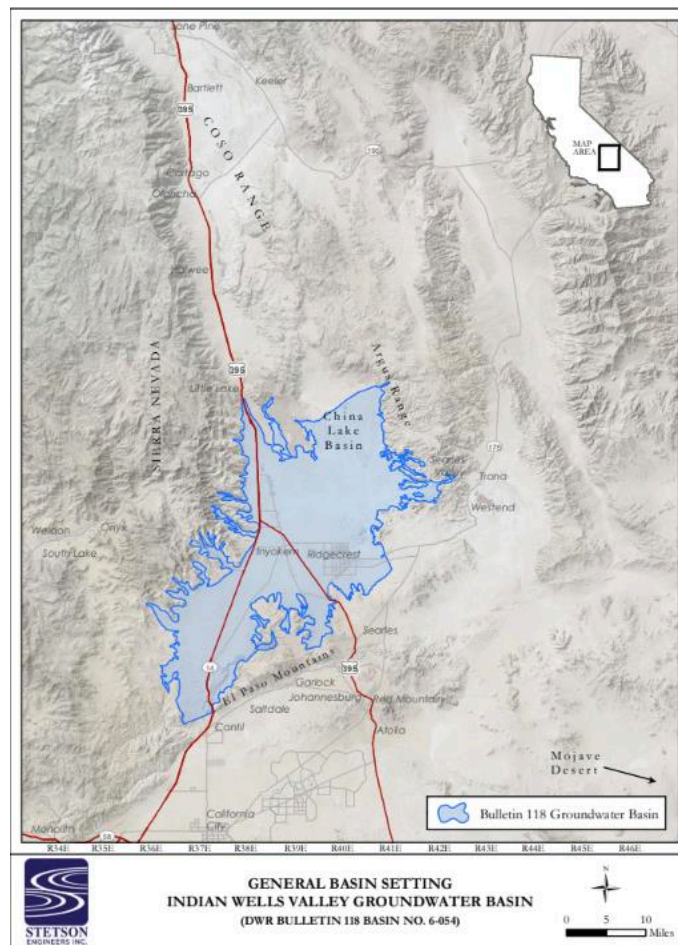 Lone Pine
Keeler
Bartlett
395
COSO RANGE
190
MAP
AREA
Cartago
Olancha
Haiwee
395
Little Lake
Argus Range
China
Lake
Basin
SIERRA NEVADA
Searles
Valley
178
Trona
Westend
Weldon
Onyx
South Lake
Inyokern
Ridgecrest
Searles
14
El Paso Mountains
395
Garlock
Johannesburg
Red Mountain
Saltdale
Cantil
Atolia
Mojave
Desert
California
City
Bulletin 118 Groundwater Basin
Monolith
58
R34E R35E R36E R37E R38E R39E R40E R41E R42E R43E R44E R45E R46E
STETSON
ENGINEERS INC.
GENERAL BASIN SETTING
INDIAN WELLS VALLEY GROUNDWATER BASIN
(DWR BULLETIN 118 BASIN NO. 6-054)
N
0 5 10
Miles